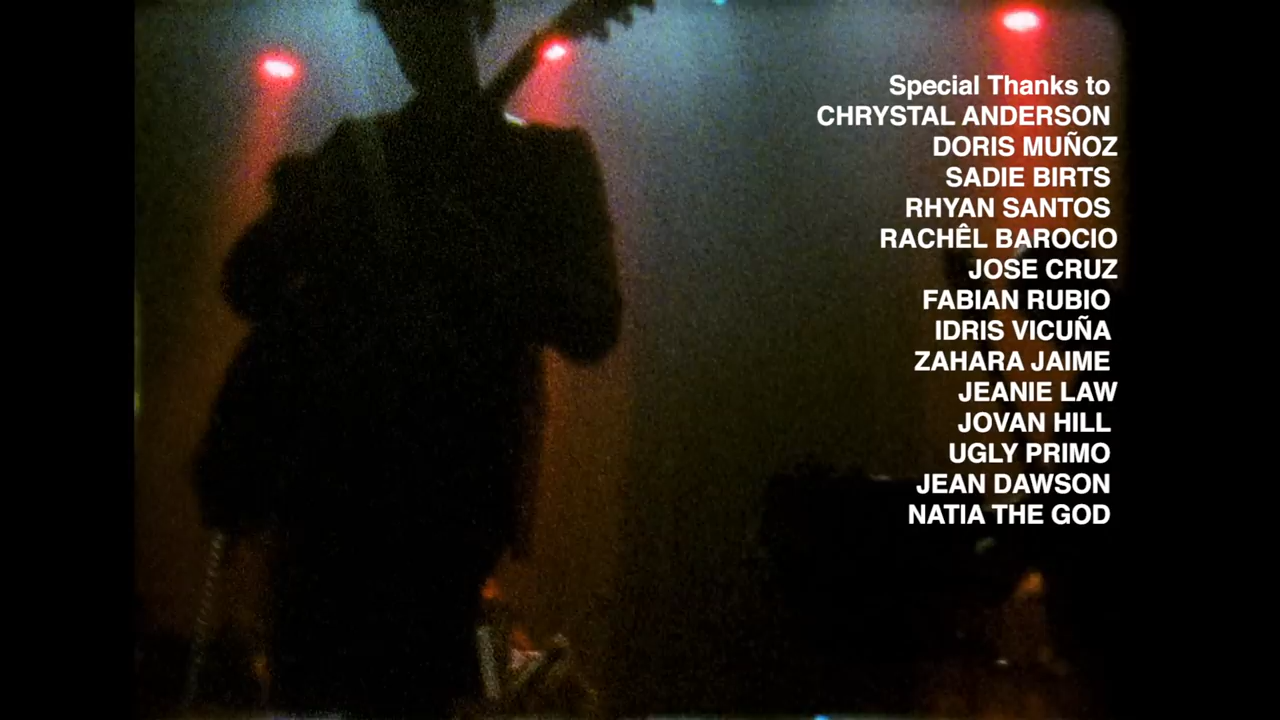 Special Thanks to
CHRYSTAL ANDERSON
DORIS MUÑOZ
SADIE BIRTS
RHYAN SANTOS
RACHÊL BAROCIO
JOSE CRUZ
FABIAN RUBIO
IDRIS VICUÑA
ZAHARA JAIME
JEANIE LAW
JOVAN HILL
UGLY PRIMO
JEAN DAWSON
NATIA THE GOD